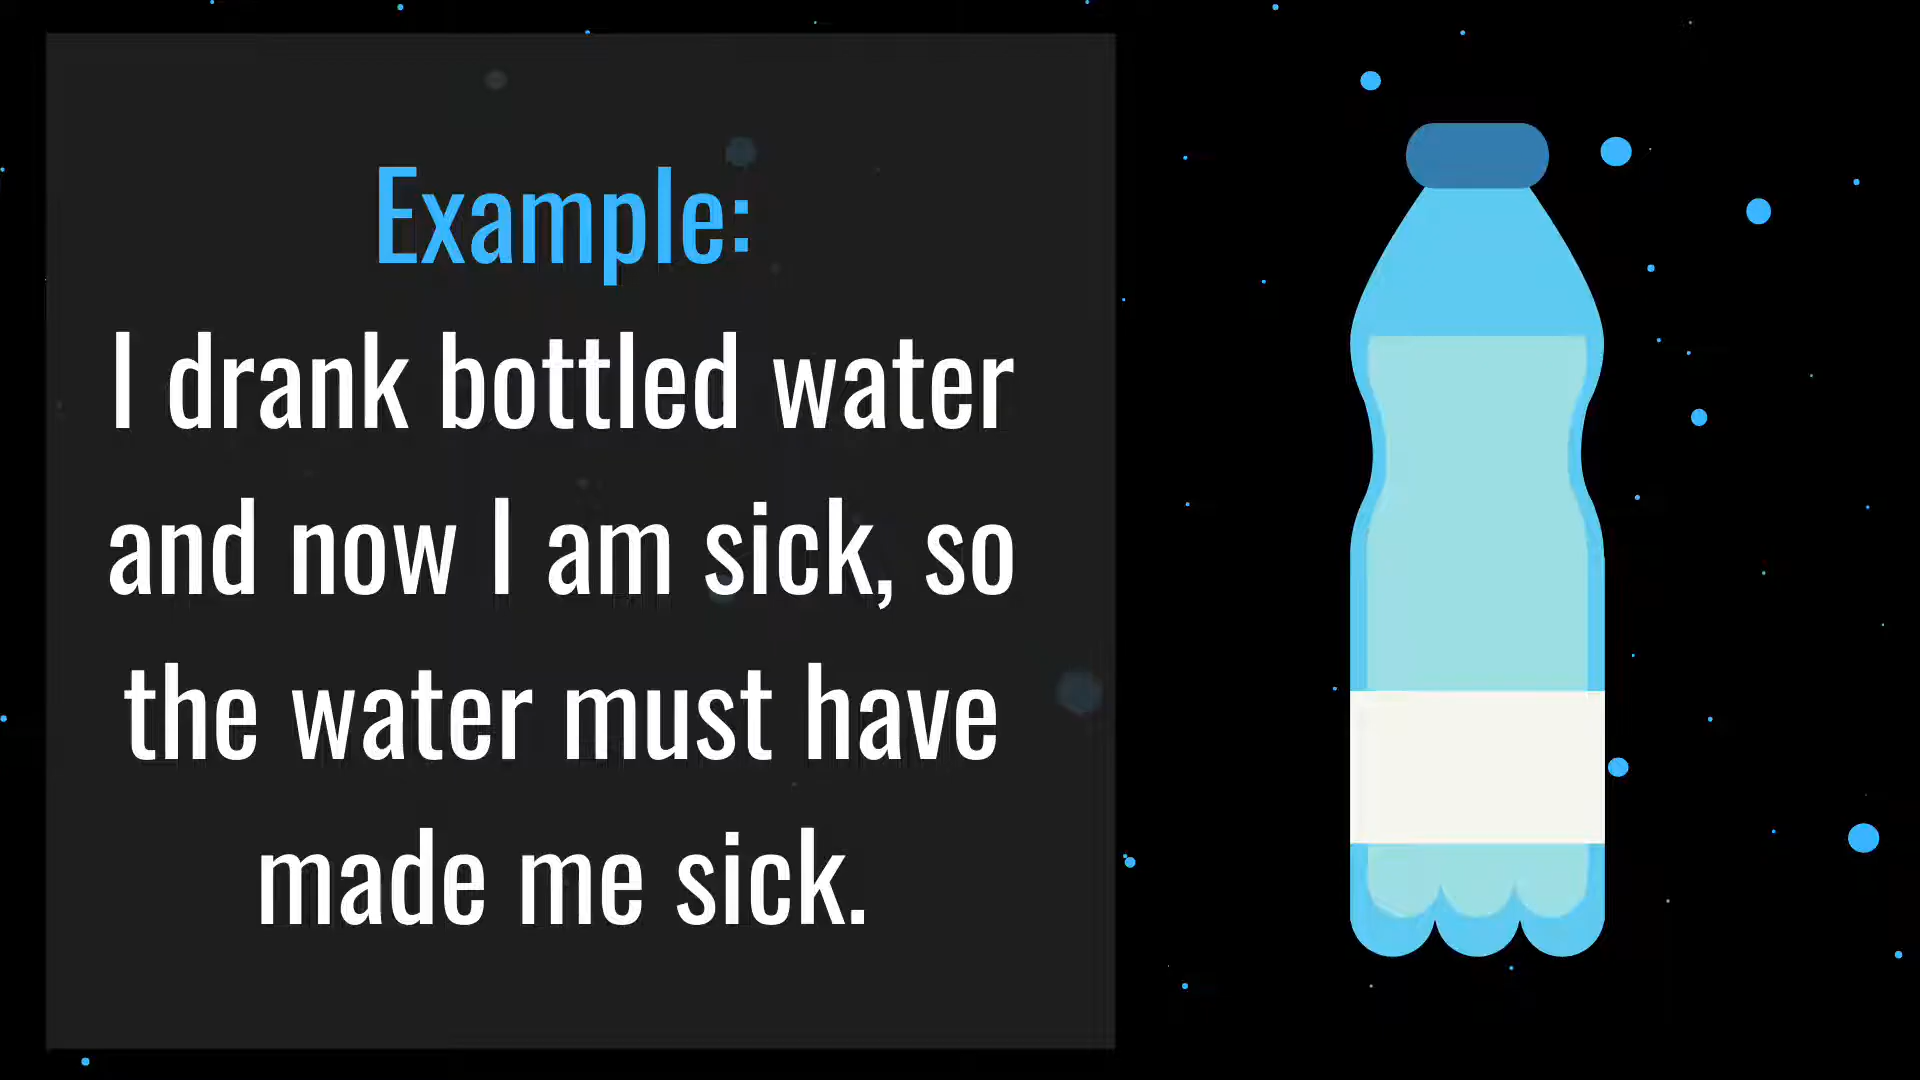 Example:
I drank bottled water
and now I am sick, so
the water must have
made me sick.